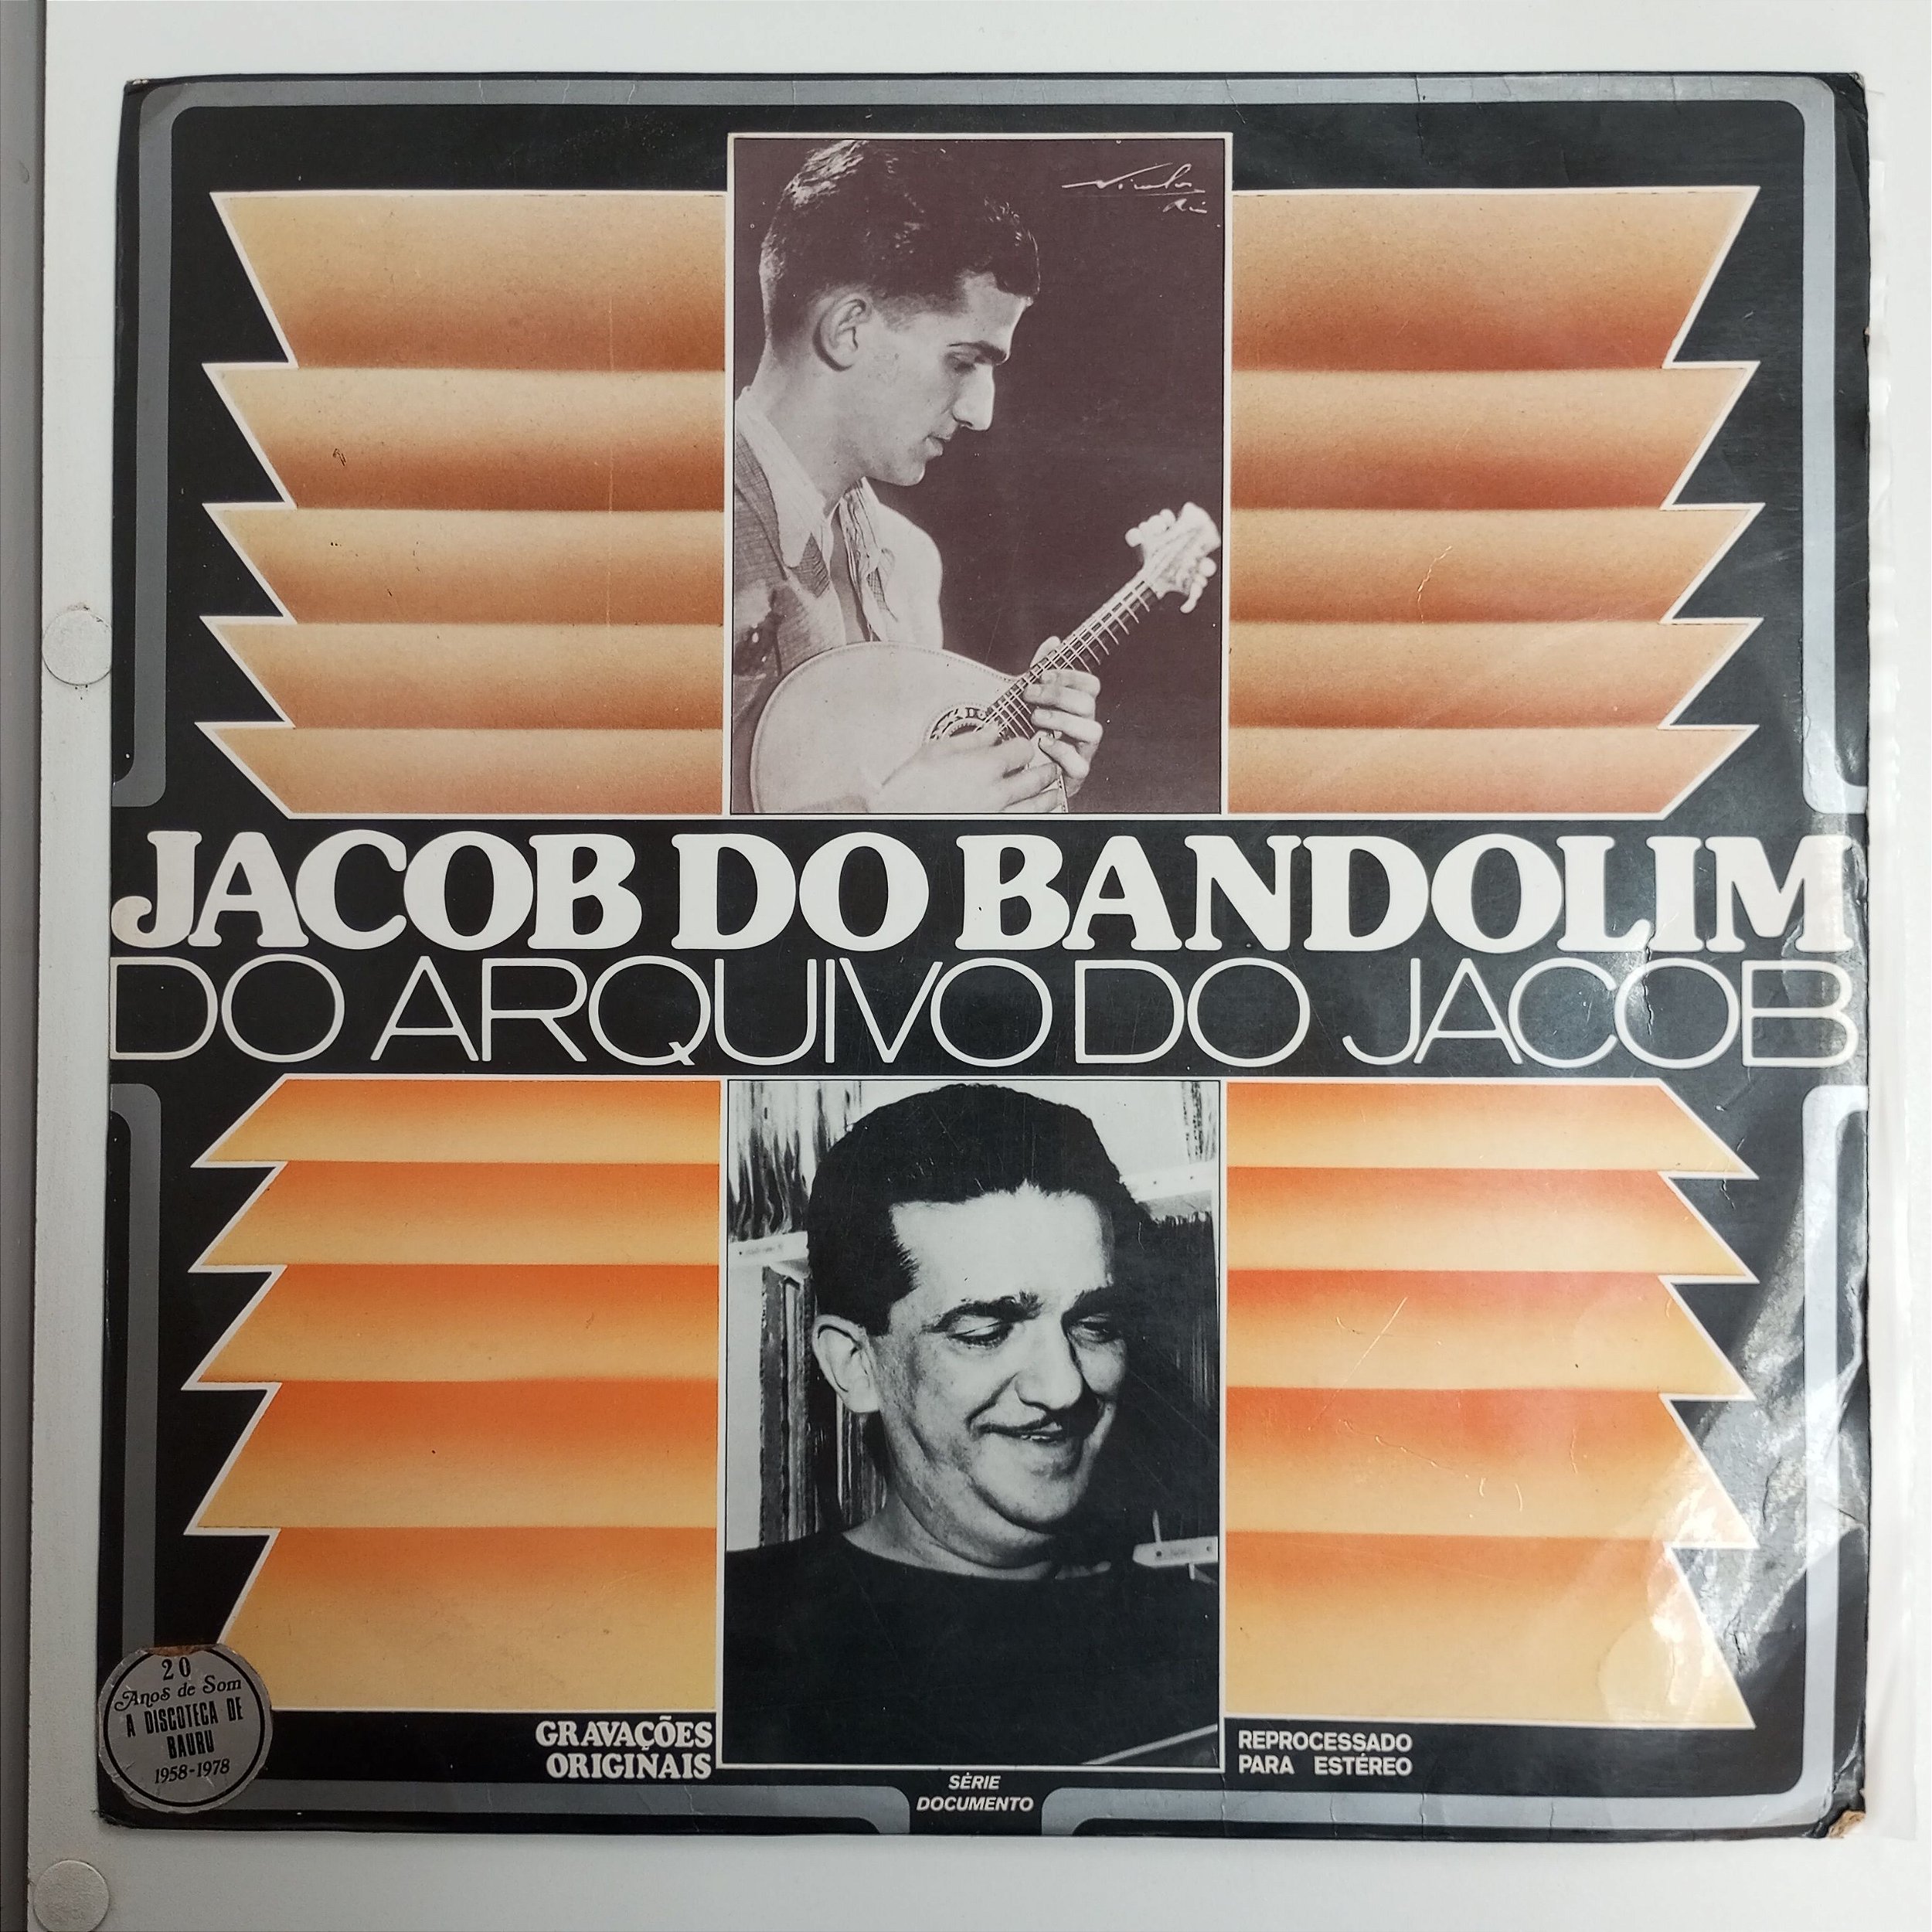 Nicolas
JACOB DO BANDOLIM
DO ARQUIVO DO JACOB
20
Anos de Som
A DISCOTECA DE
BAURU
1958-1978
GRAVAÇÕES
ORIGINAIS
SÉRIE
DOCUMENTO
REPROCESSADO
PARA ESTÉREO